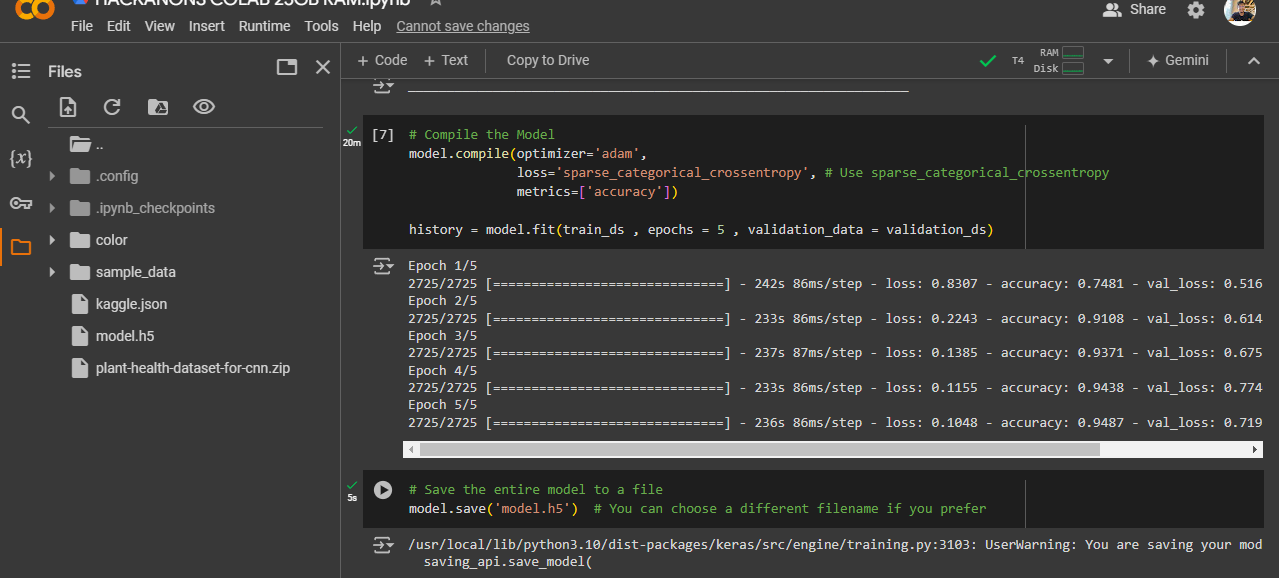 HACKANONS COLAB 25GB RAM.ipynb
File Edit View Insert Runtime Tools Help Cannot save changes
Share
Files
+ Code + Text Copy to Drive
T4 RAM Disk
Gemini
..
.config
.ipynb_checkpoints
color
sample_data
kaggle.json
model.h5
plant-health-dataset-for-cnn.zip
{x}
20m
[7] # Compile the Model
model.compile(optimizer='adam',
loss='sparse_categorical_crossentropy', # Use sparse_categorical_crossentropy
metrics=['accuracy'])
history = model.fit(train_ds , epochs = 5 , validation_data = validation_ds)
Epoch 1/5
2725/2725 [==============================] - 242s 86ms/step - loss: 0.8307 - accuracy: 0.7481 - val_loss: 0.516
Epoch 2/5
2725/2725 [==============================] - 233s 86ms/step - loss: 0.2243 - accuracy: 0.9108 - val_loss: 0.614
Epoch 3/5
2725/2725 [==============================] - 237s 87ms/step - loss: 0.1385 - accuracy: 0.9371 - val_loss: 0.675
Epoch 4/5
2725/2725 [==============================] - 233s 86ms/step - loss: 0.1155 - accuracy: 0.9438 - val_loss: 0.774
Epoch 5/5
2725/2725 [==============================] - 236s 86ms/step - loss: 0.1048 - accuracy: 0.9487 - val_loss: 0.719
5s
# Save the entire model to a file
model.save('model.h5') # You can choose a different filename if you prefer
/usr/local/lib/python3.10/dist-packages/keras/src/engine/training.py:3103: UserWarning: You are saving your mod
saving_api.save_model(